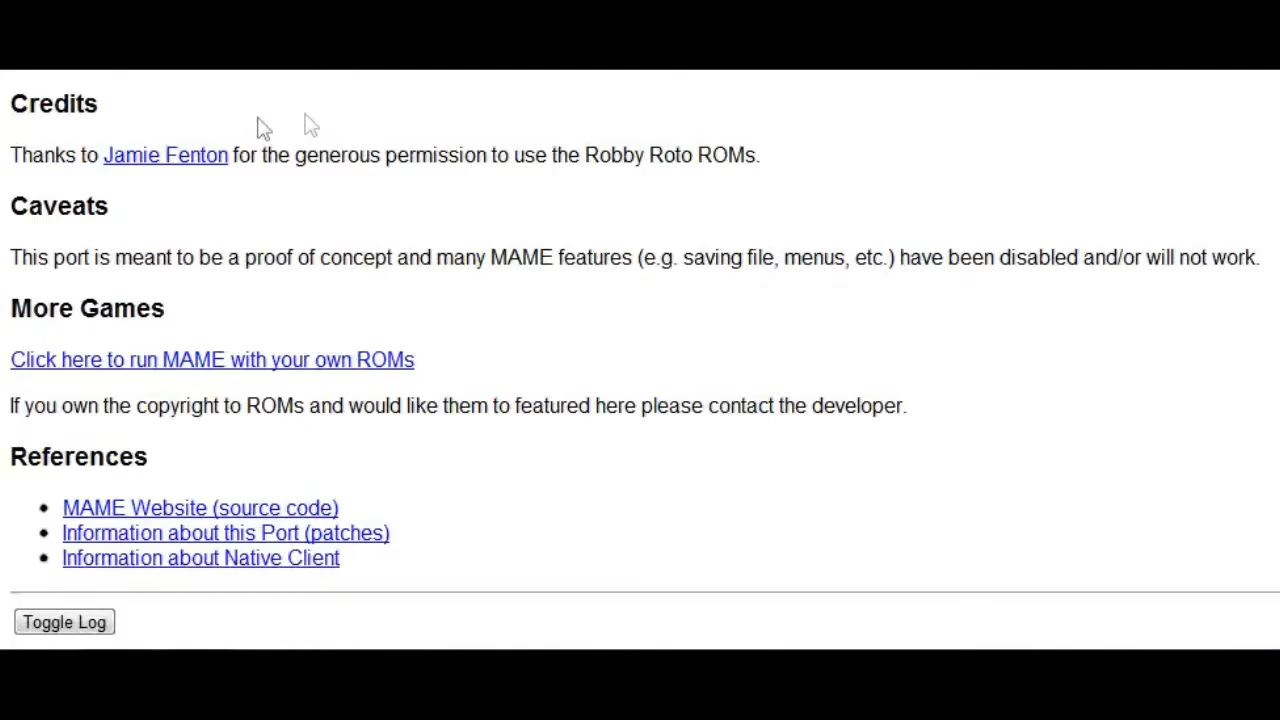 Credits
Thanks to Jamie Fenton for the generous permission to use the Robby Roto ROMs.
Caveats
This port is meant to be a proof of concept and many MAME features (e.g. saving file, menus, etc.) have been disabled and/or will not work.
More Games
Click here to run MAME with your own ROMs
If you own the copyright to ROMs and would like them to featured here please contact the developer.
References
MAME Website (source code)
Information about this Port (patches)
Information about Native Client
Toggle Log